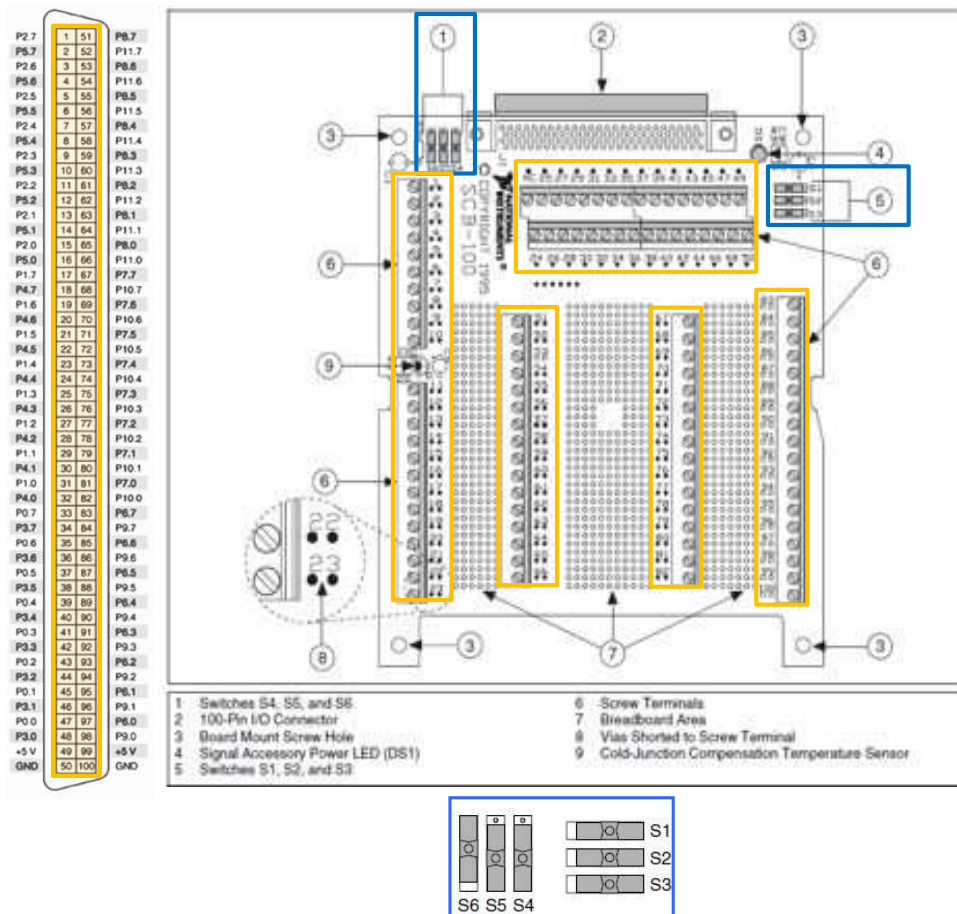 P2.7 1 51 P8.7
P5.7 2 52 P11.7
P2.6 3 53 P8.6
P5.6 4 54 P11.6
P2.5 5 55 P8.5
P5.5 6 56 P11.5
P2.4 7 57 P8.4
P5.4 8 58 P11.4
P2.3 9 59 P8.3
P5.3 10 60 P11.3
P2.2 11 61 P8.2
P5.2 12 62 P11.2
P2.1 13 63 P8.1
P5.1 14 64 P11.1
P2.0 15 65 P8.0
P5.0 16 66 P11.0
P1.7 17 67 P7.7
P4.7 18 68 P10.7
P1.6 19 69 P7.6
P4.6 20 70 P10.6
P1.5 21 71 P7.5
P4.5 22 72 P10.5
P1.4 23 73 P7.4
P4.4 24 74 P10.4
P1.3 25 75 P7.3
P4.3 26 76 P10.3
P1.2 27 77 P7.2
P4.2 28 78 P10.2
P1.1 29 79 P7.1
P4.1 30 80 P10.1
P1.0 31 81 P7.0
P4.0 32 82 P10.0
P0.7 33 83 P6.7
P3.7 34 84 P9.7
P0.6 35 85 P6.6
P3.6 36 86 P9.6
P0.5 37 87 P6.5
P3.5 38 88 P9.5
P0.4 39 89 P6.4
P3.4 40 90 P9.4
P0.3 41 91 P6.3
P3.3 42 92 P9.3
P0.2 43 93 P6.2
P3.2 44 94 P9.2
P0.1 45 95 P6.1
P3.1 46 96 P9.1
P0.0 47 97 P6.0
P3.0 48 98 P9.0
+5 V 49 99 +5 V
GND 50 100 GND
1
2
3
3
4
5
6
6
9
6
8
3
7
3
NATIONAL
INSTRUMENTS
®
COPYRIGHT 1995
SCB-100
1 Switches S4, S5, and S6
2 100-Pin I/O Connector
3 Board Mount Screw Hole
4 Signal Accessory Power LED (DS1)
5 Switches S1, S2, and S3
6 Screw Terminals
7 Breadboard Area
8 Vias Shorted to Screw Terminal
9 Cold-Junction Compensation Temperature Sensor
S1
S2
S3
S6 S5 S4